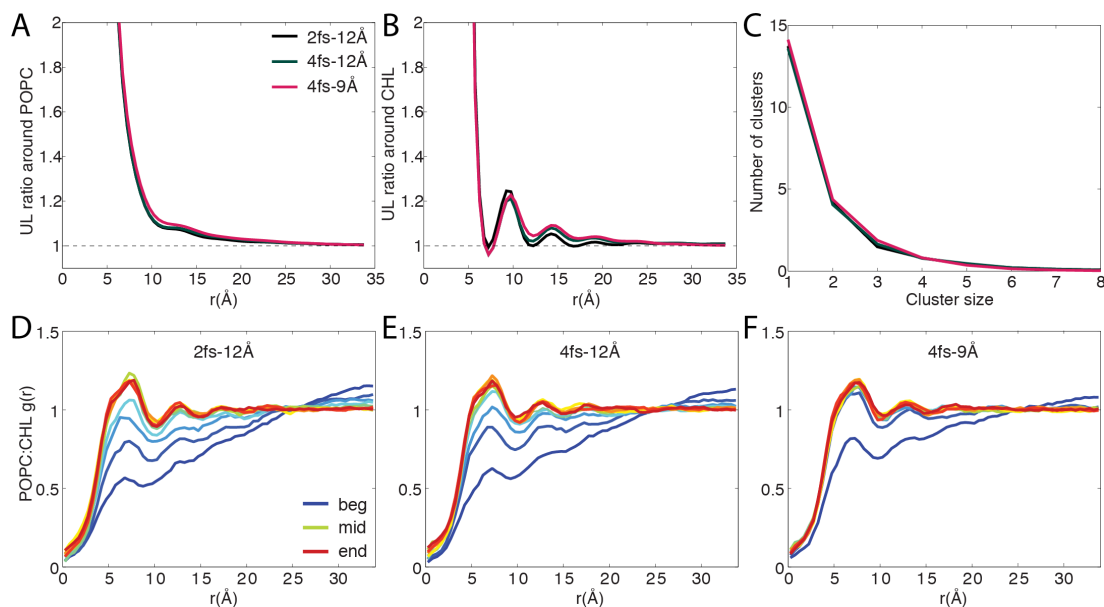 A
B
C
2
1.8
1.6
1.4
1.2
1
UL ratio around POPC
0 5 10 15 20 25 30 35
r(Å)
2fs-12Å
4fs-12Å
4fs-9Å
2
1.8
1.6
1.4
1.2
1
UL ratio around CHL
0 5 10 15 20 25 30 35
r(Å)
15
10
5
0
Number of clusters
1 2 3 4 5 6 7 8
Cluster size
D
E
F
2fs-12Å
1.5
1
0.5
0
POPC:CHL g(r)
beg
mid
end
0 5 10 15 20 25 30
r(Å)
4fs-12Å
1.5
1
0.5
0
0 5 10 15 20 25 30
r(Å)
4fs-9Å
1.5
1
0.5
0
0 5 10 15 20 25 30
r(Å)